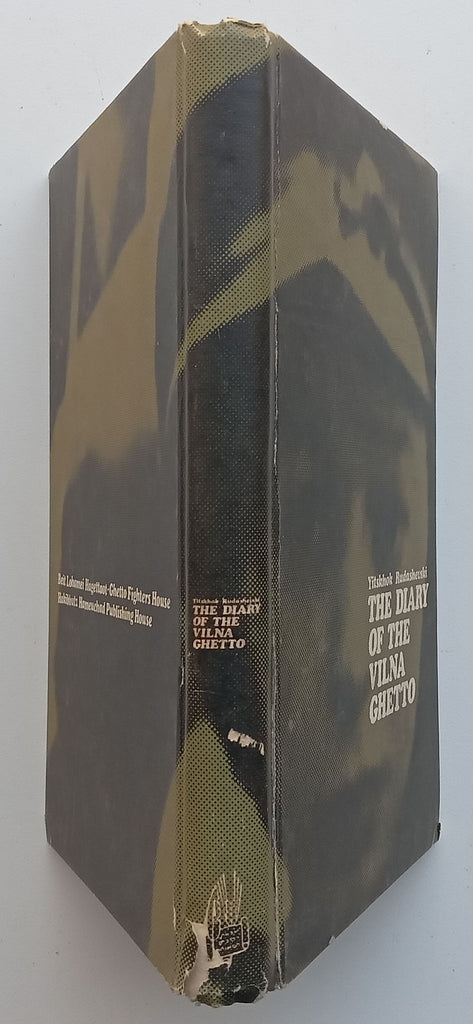 Beit Lohamei Hagettaot-Ghetto Fighters House
Hakibbutz Hameuchad Publishing House
Yitskhok Rudashevski
THE DIARY
OF THE
VILNA
GHETTO
Yitskhok Rudashevski
THE DIARY
OF THE
VILNA
GHETTO